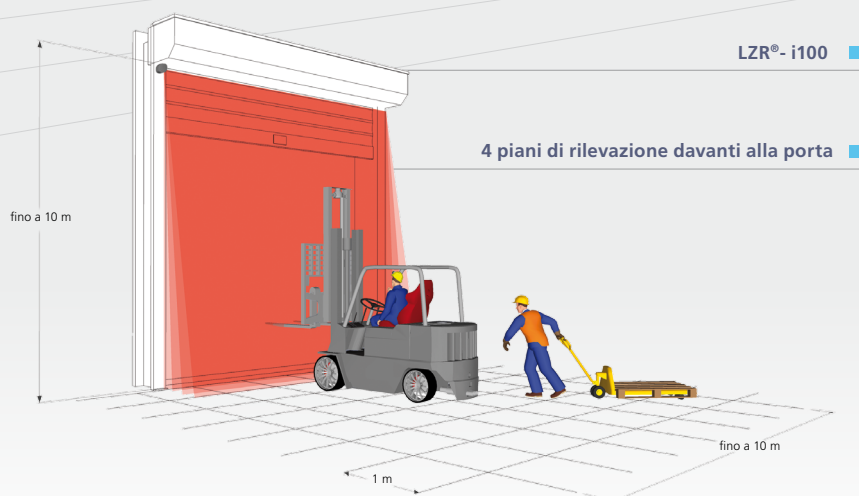 LZR®- i100
4 piani di rilevazione davanti alla porta
fino a 10 m
fino a 10 m
1 m